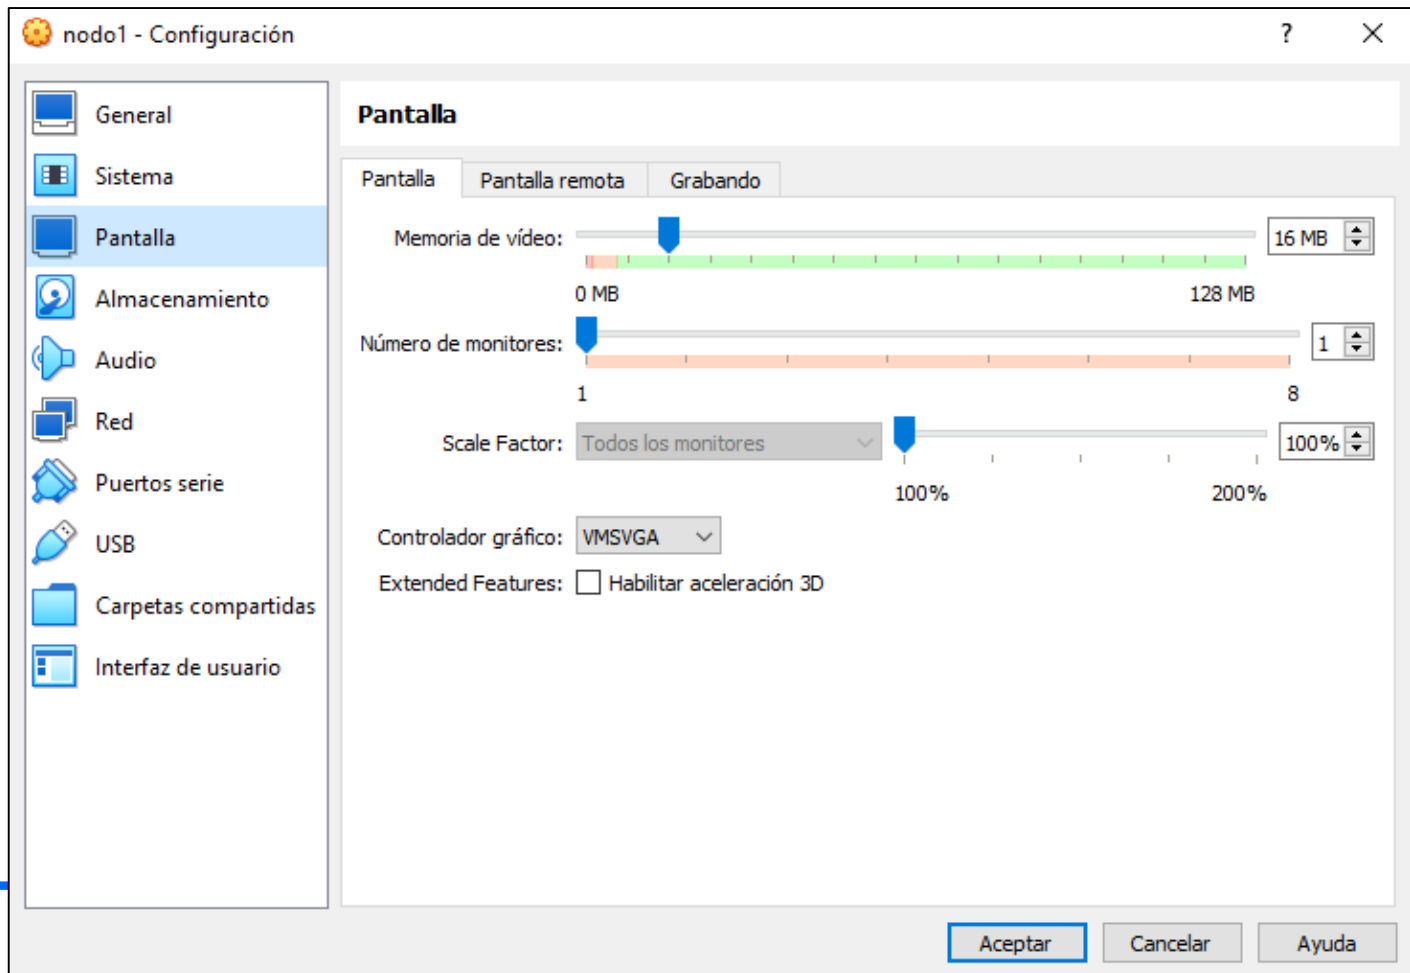 nodo1 - Configuración
?
General
Sistema
Pantalla
Almacenamiento
Audio
Red
Puertos serie
USB
Carpetas compartidas
Interfaz de usuario
Pantalla
Pantalla Pantalla remota Grabando
Memoria de vídeo: 16 MB
0 MB 128 MB
Número de monitores: 1
1 8
Scale Factor: Todos los monitores 100%
100% 200%
Controlador gráfico: VMSVGA
Extended Features: Habilitar aceleración 3D
Aceptar Cancelar Ayuda